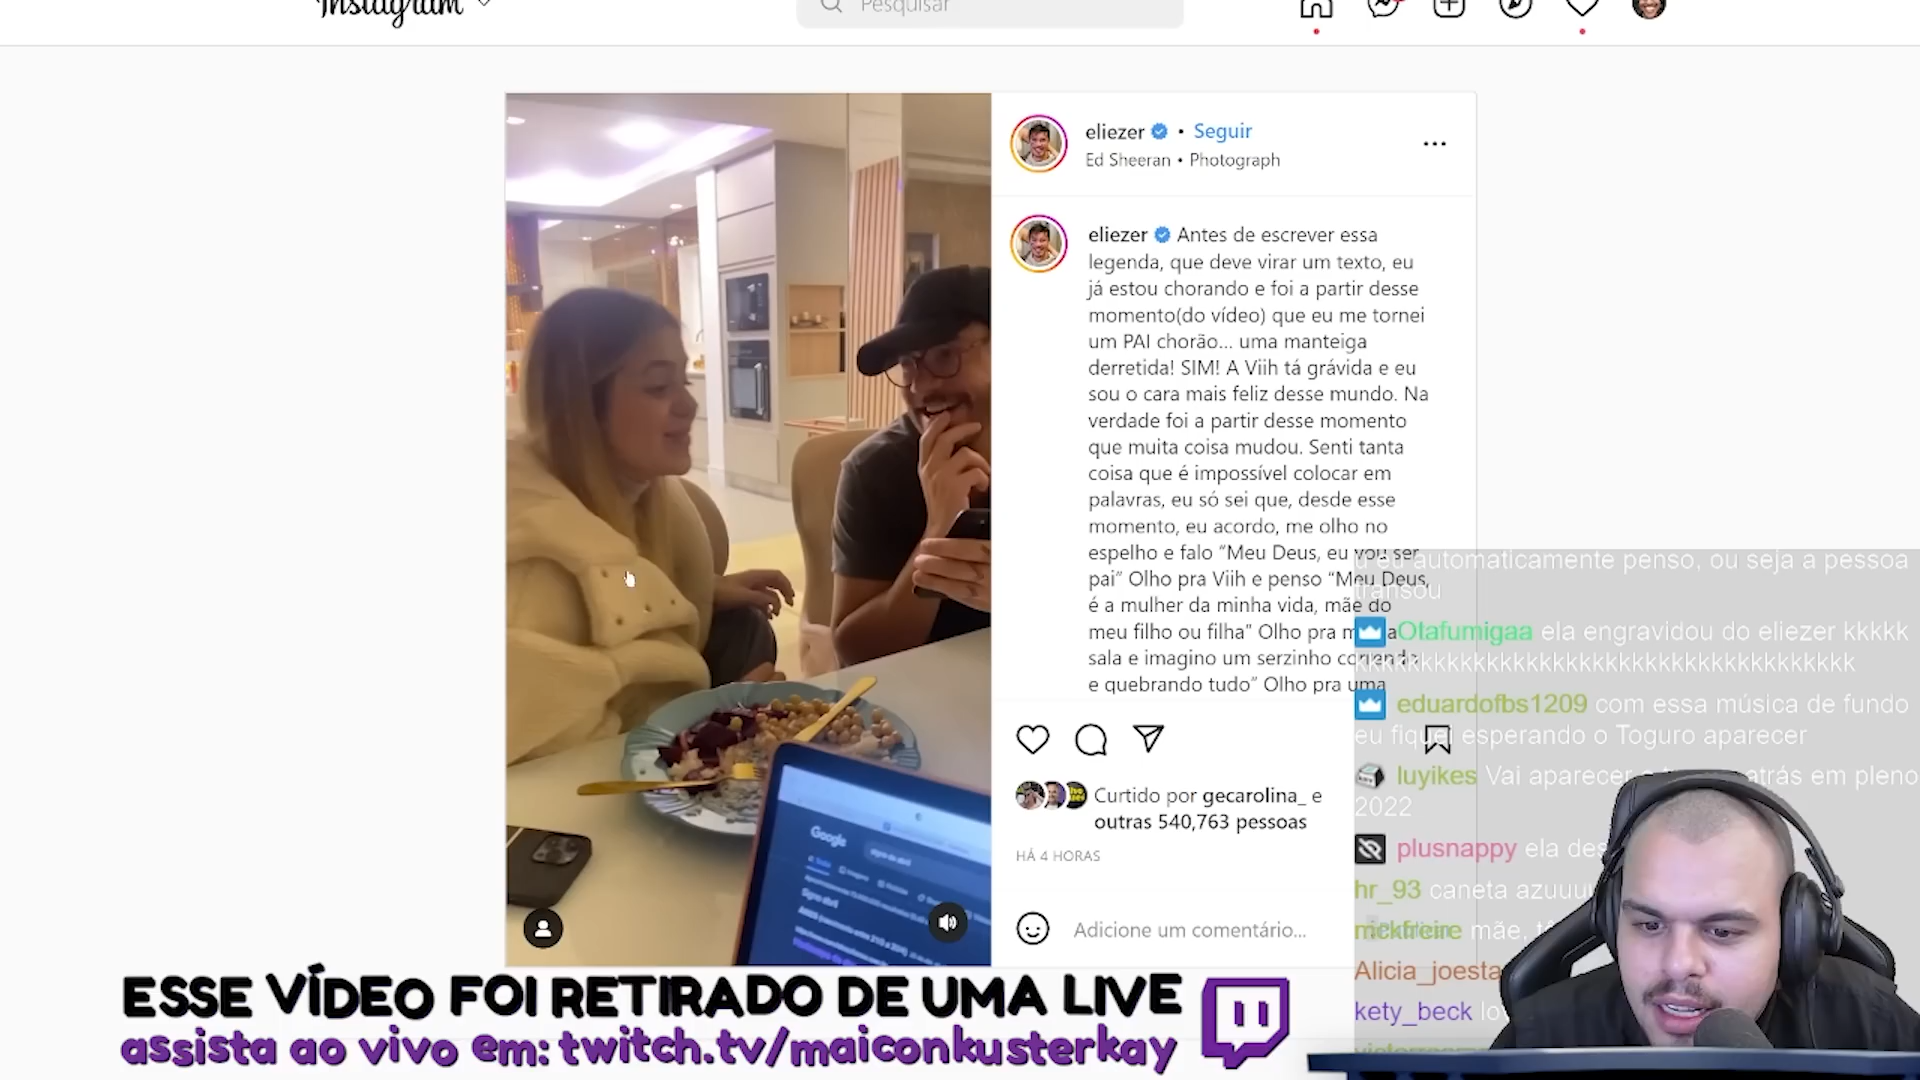 Instagram
Pesquisar
eliezer • Seguir
Ed Sheeran • Photograph
eliezer Antes de escrever essa
legenda, que deve virar um texto, eu
já estou chorando e foi a partir desse
momento(do vídeo) que eu me tornei
um PAI chorão... uma manteiga
derretida! SIM! A Viih tá grávida e eu
sou o cara mais feliz desse mundo. Na
verdade foi a partir desse momento
que muita coisa mudou. Senti tanta
coisa que é impossível colocar em
palavras, eu só sei que, desde esse
momento, eu acordo, me olho no
espelho e falo “Meu Deus, eu vou ser
pai” Olho pra Viih e penso “Meu Deus,
é a mulher da minha vida, mãe do
meu filho ou filha” Olho pra
sala e imagino um serzinho correndo
e quebrando tudo” Olho pra uma
Curtido por gecarolina_ e
outras 540,763 pessoas
HÁ 4 HORAS
Adicione um comentário...
Google
eu automaticamente penso, ou seja a pessoa
transou
Olafumigaa ela engravidou do eliezer kkkkk
kkkkkkkkkkkkkkkkkkkkkkkkkkkkkkkkkkkk
eduardofbs1209 com essa música de fundo
eu fiquei esperando o Toguro aparecer
luyikes Vai aparecer atrás em pleno
2022
plusnappy ela
hr_93 caneta
mãe,
Alicia_joesta
kety_beck
ESSE VÍDEO FOI RETIRADO DE UMA LIVE
assista ao vivo em: twitch.tv/maiconkusterkay